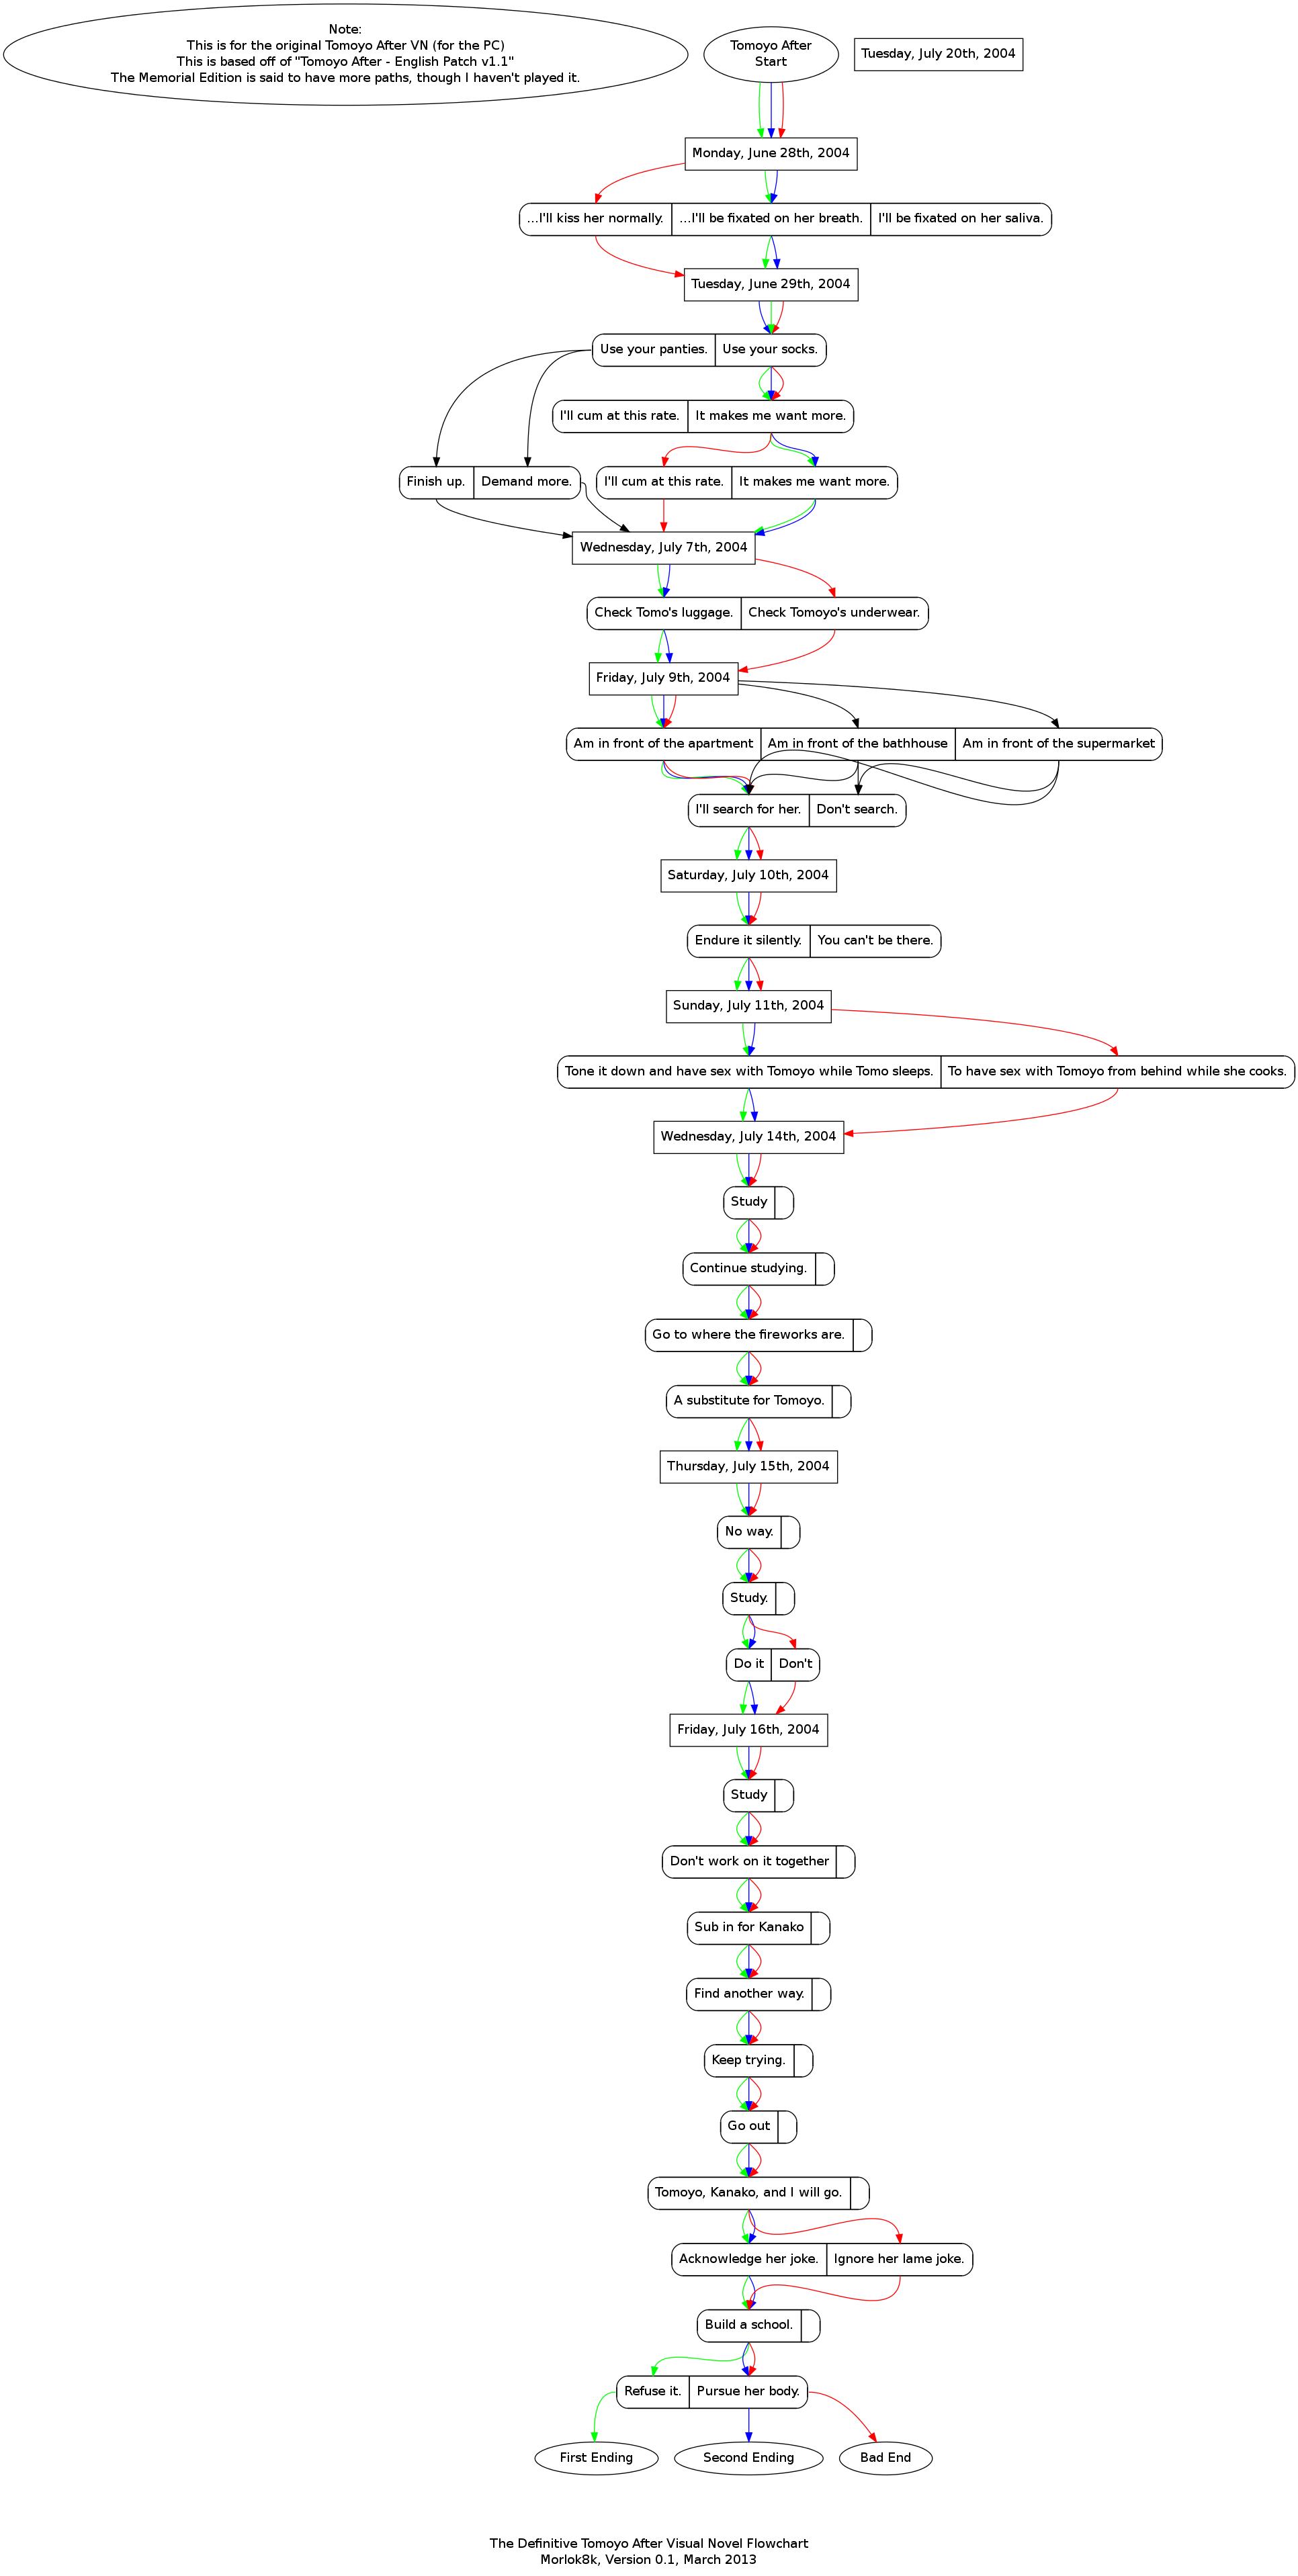 Note:
This is for the original Tomoyo After VN (for the PC)
This is based off of "Tomoyo After - English Patch v1.1"
The Memorial Edition is said to have more paths, though I haven't played it.
Tomoyo After
Start
Tuesday, July 20th, 2004
Monday, June 28th, 2004
...I'll kiss her normally.
...I'll be fixated on her breath.
I'll be fixated on her saliva.
Tuesday, June 29th, 2004
Use your panties.
Use your socks.
I'll cum at this rate.
It makes me want more.
Finish up.
Demand more.
I'll cum at this rate.
It makes me want more.
Wednesday, July 7th, 2004
Check Tomo's luggage.
Check Tomoyo's underwear.
Friday, July 9th, 2004
Am in front of the apartment
Am in front of the bathhouse
Am in front of the supermarket
I'll search for her.
Don't search.
Saturday, July 10th, 2004
Endure it silently.
You can't be there.
Sunday, July 11th, 2004
Tone it down and have sex with Tomoyo while Tomo sleeps.
To have sex with Tomoyo from behind while she cooks.
Wednesday, July 14th, 2004
Study
Continue studying.
Go to where the fireworks are.
A substitute for Tomoyo.
Thursday, July 15th, 2004
No way.
Study.
Do it
Don't
Friday, July 16th, 2004
Study
Don't work on it together
Sub in for Kanako
Find another way.
Keep trying.
Go out
Tomoyo, Kanako, and I will go.
Acknowledge her joke.
Ignore her lame joke.
Build a school.
Refuse it.
Pursue her body.
First Ending
Second Ending
Bad End
The Definitive Tomoyo After Visual Novel Flowchart
Morlok8k, Version 0.1, March 2013